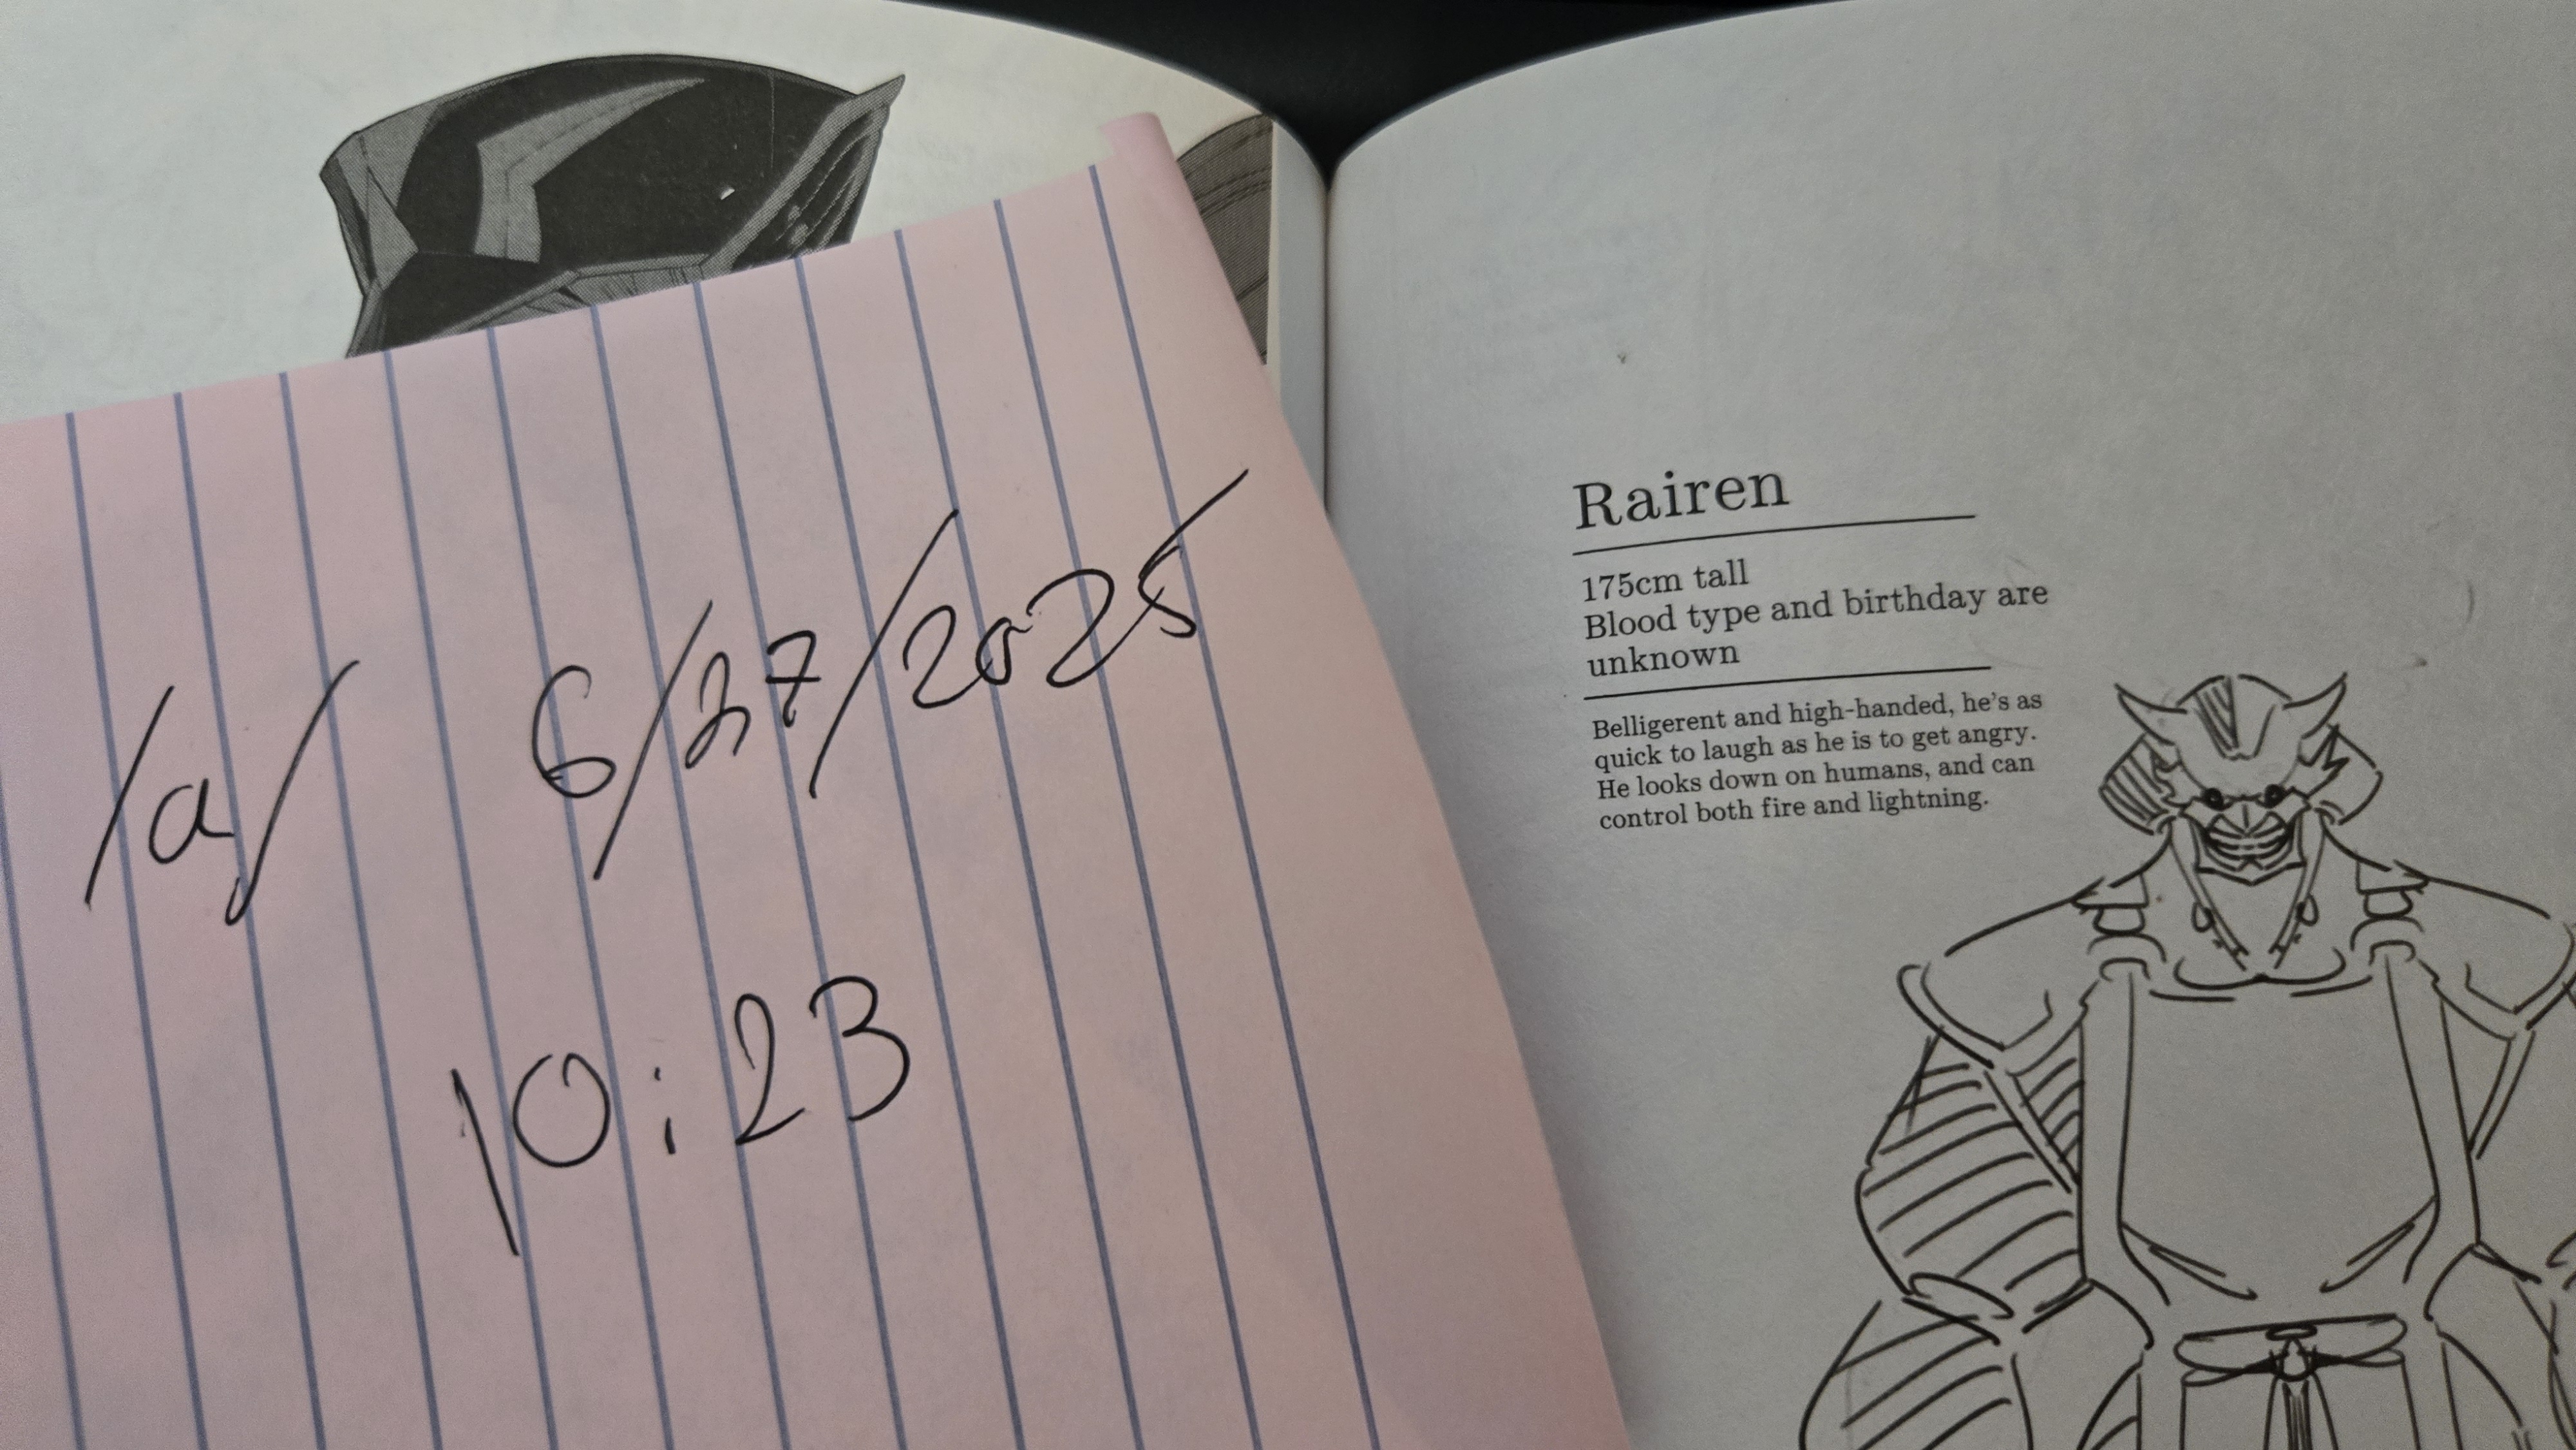 /a/ 6/27/2025
10:23
Rairen
175cm tall
Blood type and birthday are
unknown
Belligerent and high-handed, he's as
quick to laugh as he is to get angry.
He looks down on humans, and can
control both fire and lightning.